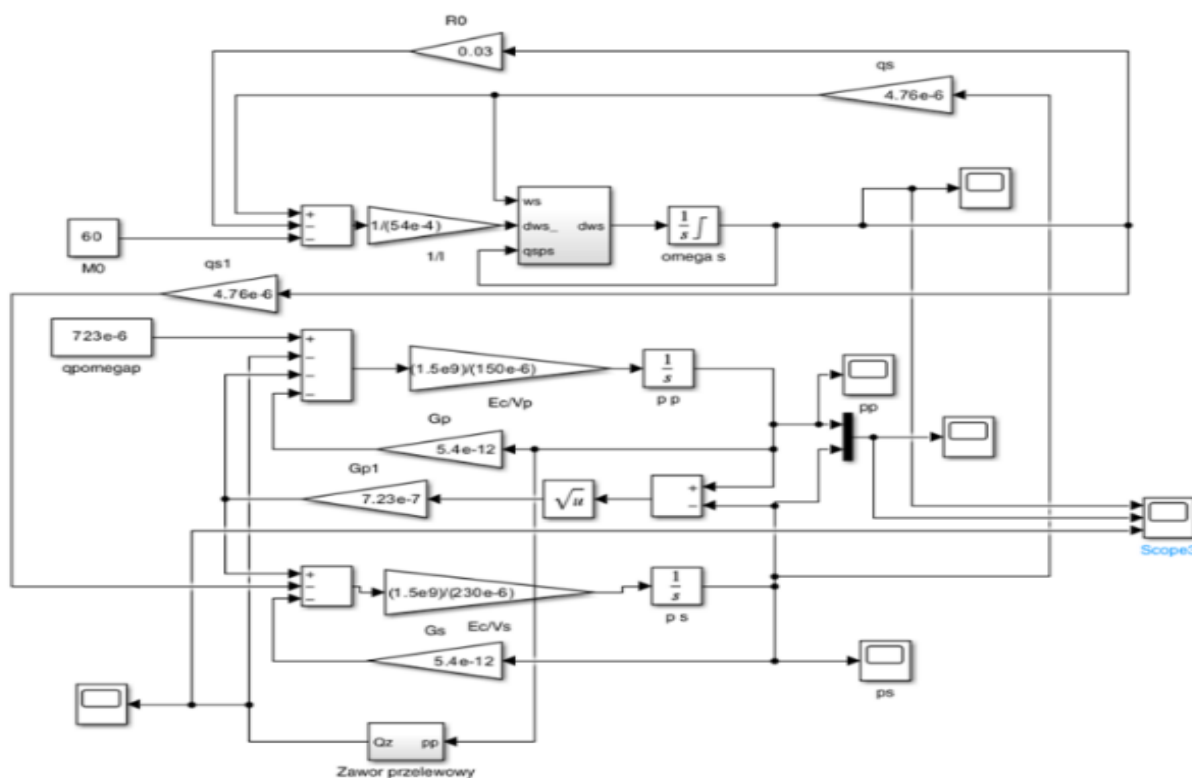 R0
0.03
qs
4.76e-6
+
−
−
1/(54e-4)
1/I
ws
dws_
qsps
dws
1
s
omega s
60
M0
qs1
4.76e-6
723e-6
qpomegap
+
−
−
−
(1.5e9)/(150e-6)
Ec/Vp
1
s
p p
pp
Gp
5.4e-12
Gp1
7.23e-7
√u
+
−
Scope3
+
−
−
(1.5e9)/(230e-6)
Ec/Vs
1
s
p s
Gs
5.4e-12
ps
Qz pp
Zawor przelewowy